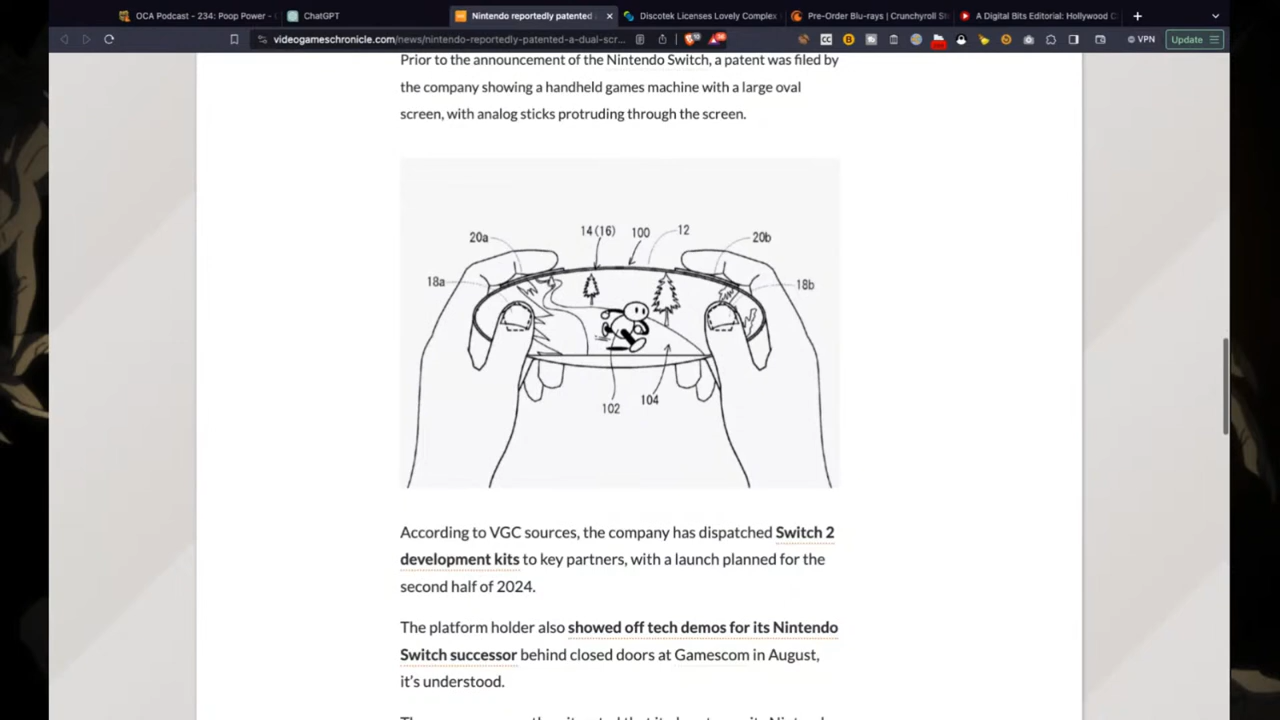 OCA Podcast - 234: Poop Power -
ChatGPT
Nintendo reportedly patented
Discotek Licenses Lovely Complex
Pre-Order Blu-rays | Crunchyroll St
A Digital Bits Editorial: Hollywood C
videogameschronicle.com/news/nintendo-reportedly-patented-a-dual-scr...
CC
VPN
Update
Prior to the announcement of the Nintendo Switch, a patent was filed by
the company showing a handheld games machine with a large oval
screen, with analog sticks protruding through the screen.
20a
14(16)
100
12
20b
18a
18b
102
104
According to VGC sources, the company has dispatched Switch 2
development kits to key partners, with a launch planned for the
second half of 2024.
The platform holder also showed off tech demos for its Nintendo
Switch successor behind closed doors at Gamescom in August,
it's understood.